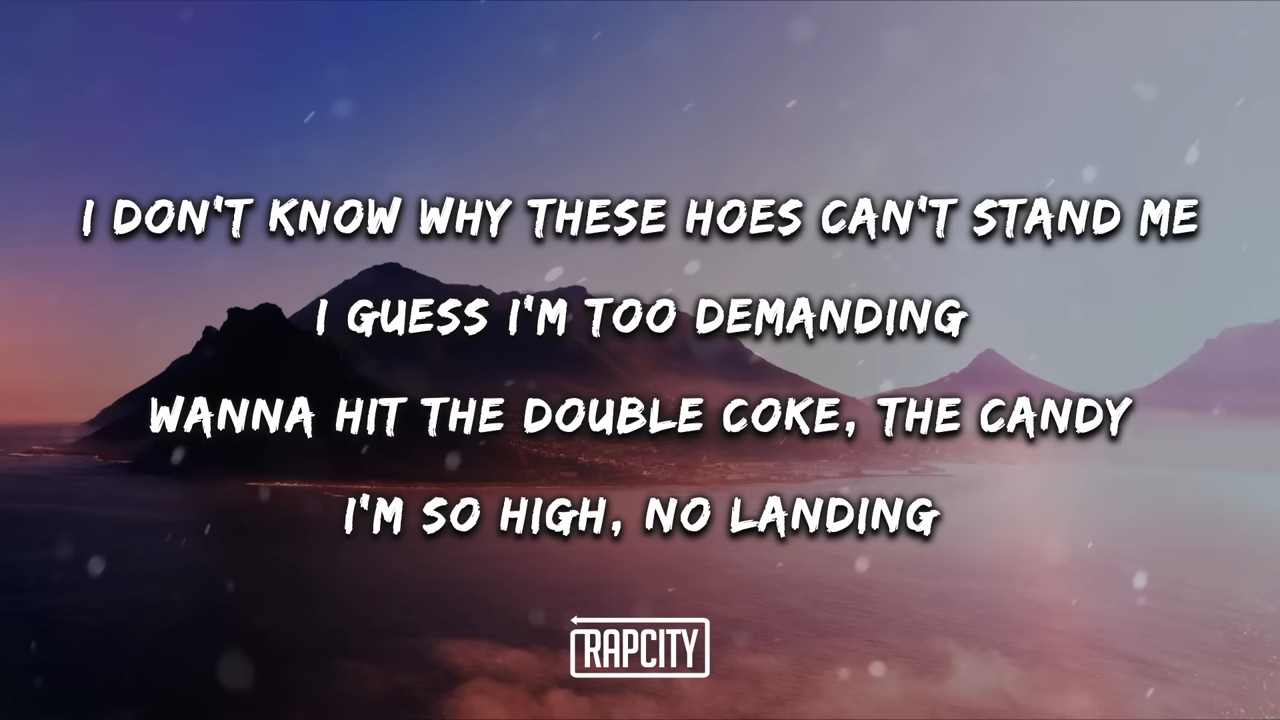 I DON'T KNOW WHY THESE HOES CAN'T STAND ME
I GUESS I'M TOO DEMANDING
WANNA HIT THE DOUBLE COKE, THE CANDY
I'M SO HIGH, NO LANDING
RAPCITY